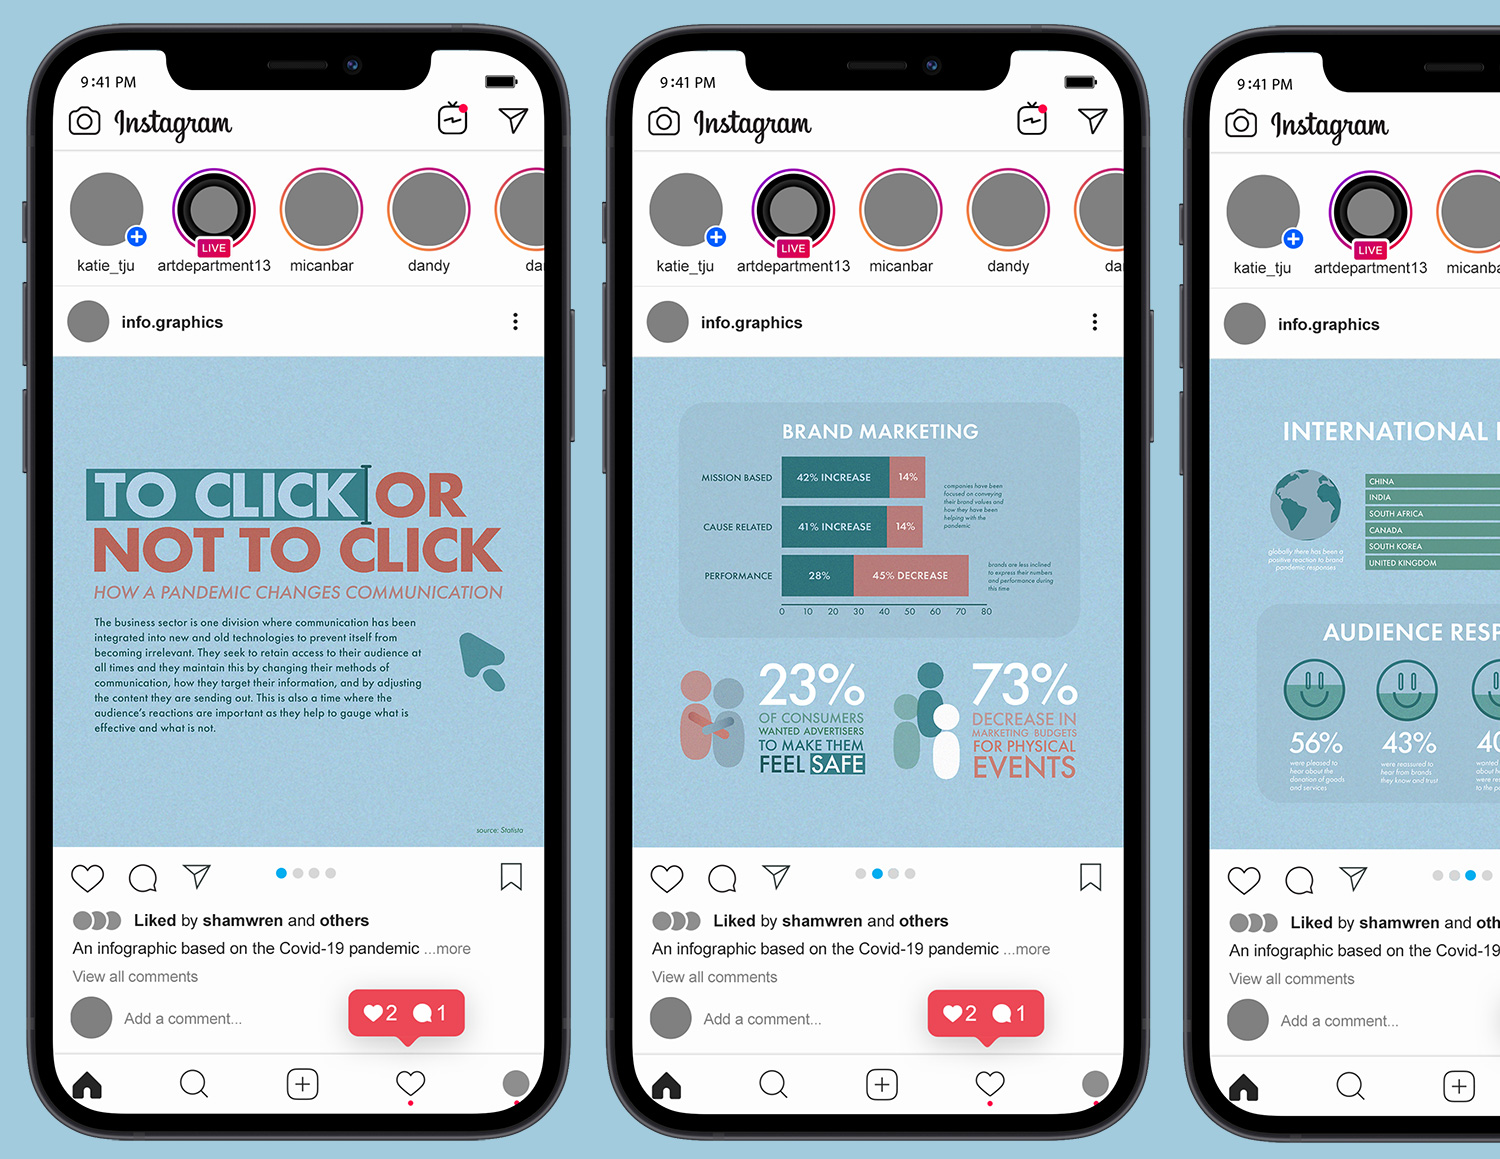 9:41 PM
Instagram
LIVE
katie_tju
artdepartment13
micanbar
dandy
da
info.graphics
TO CLICK OR
NOT TO CLICK
HOW A PANDEMIC CHANGES COMMUNICATION
The business sector is one division where communication has been
integrated into new and old technologies to prevent itself from
becoming irrelevant. They seek to retain access to their audience at
all times and they maintain this by changing their methods of
communication, how they target their information, and by adjusting
the content they are sending out. This is also a time where the
audience's reactions are important as they help to gauge what is
effective and what is not.
source: Statista
Liked by shamwren and others
An infographic based on the Covid-19 pandemic ...more
View all comments
Add a comment...
2 1
9:41 PM
Instagram
LIVE
katie_tju
artdepartment13
micanbar
dandy
da
info.graphics
BRAND MARKETING
MISSION BASED
42% INCREASE
14%
companies have been
focused on conveying
their brand values and
how they have been
helping with the
pandemic
CAUSE RELATED
41% INCREASE
14%
PERFORMANCE
28%
45% DECREASE
brands are less inclined
to express their numbers
and performance during
this time
0 10 20 30 40 50 60 70 80
23%
OF CONSUMERS
WANTED ADVERTISERS
TO MAKE THEM
FEEL SAFE
73%
DECREASE IN
MARKETING BUDGETS
FOR PHYSICAL
EVENTS
Liked by shamwren and others
An infographic based on the Covid-19 pandemic ...more
View all comments
Add a comment...
2 1
9:41 PM
Instagram
LIVE
katie_tju
artdepartment13
micanba
info.graphics
INTERNATIONAL
globally there has been a
positive reaction to brand
pandemic responses
CHINA
INDIA
SOUTH AFRICA
CANADA
SOUTH KOREA
UNITED KINGDOM
AUDIENCE RESP
56%
were pleased to
hear about the
donation of goods
and services
43%
were reassured to
hear from brands
they know and trust
40
wanted
about h
were re
to the p
Liked by shamwren and oth
An infographic based on the Covid-19
View all comments
Add a comment...